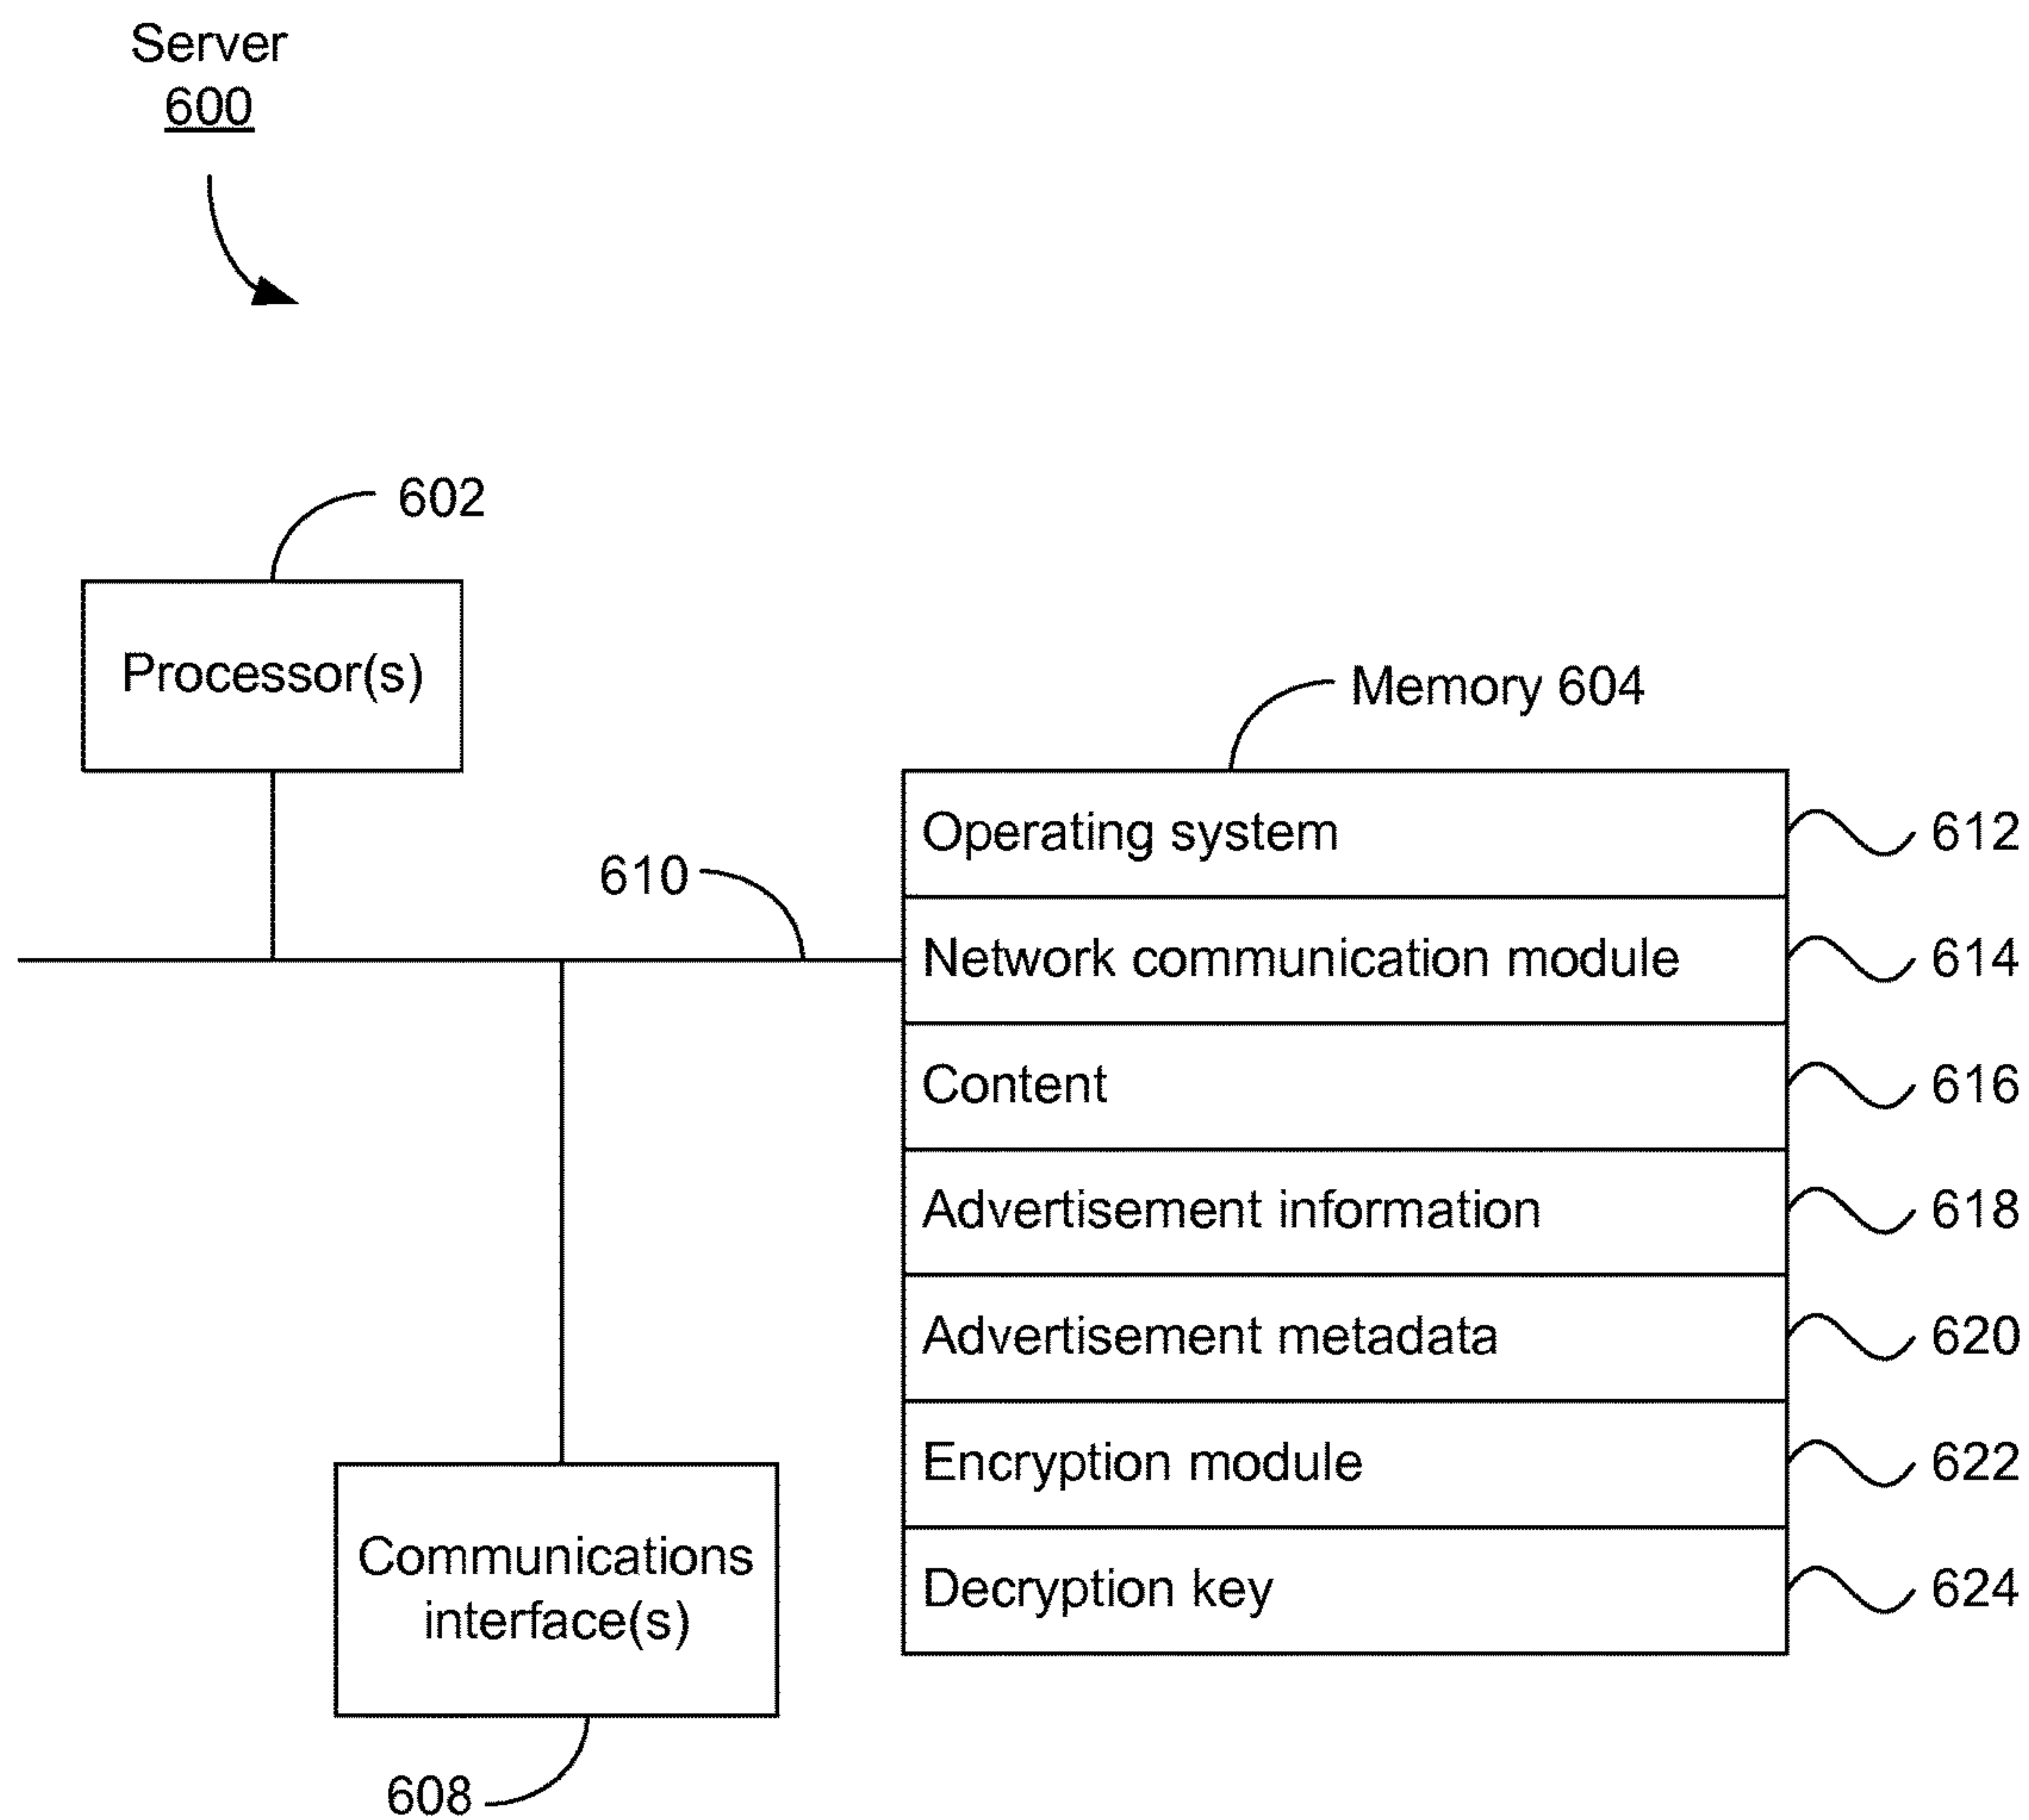 Server
600
602
Processor(s)
Memory 604
Operating system 612
610
Network communication module 614
Content 616
Advertisement information 618
Advertisement metadata 620
Encryption module 622
Communications
interface(s)
Decryption key 624
608